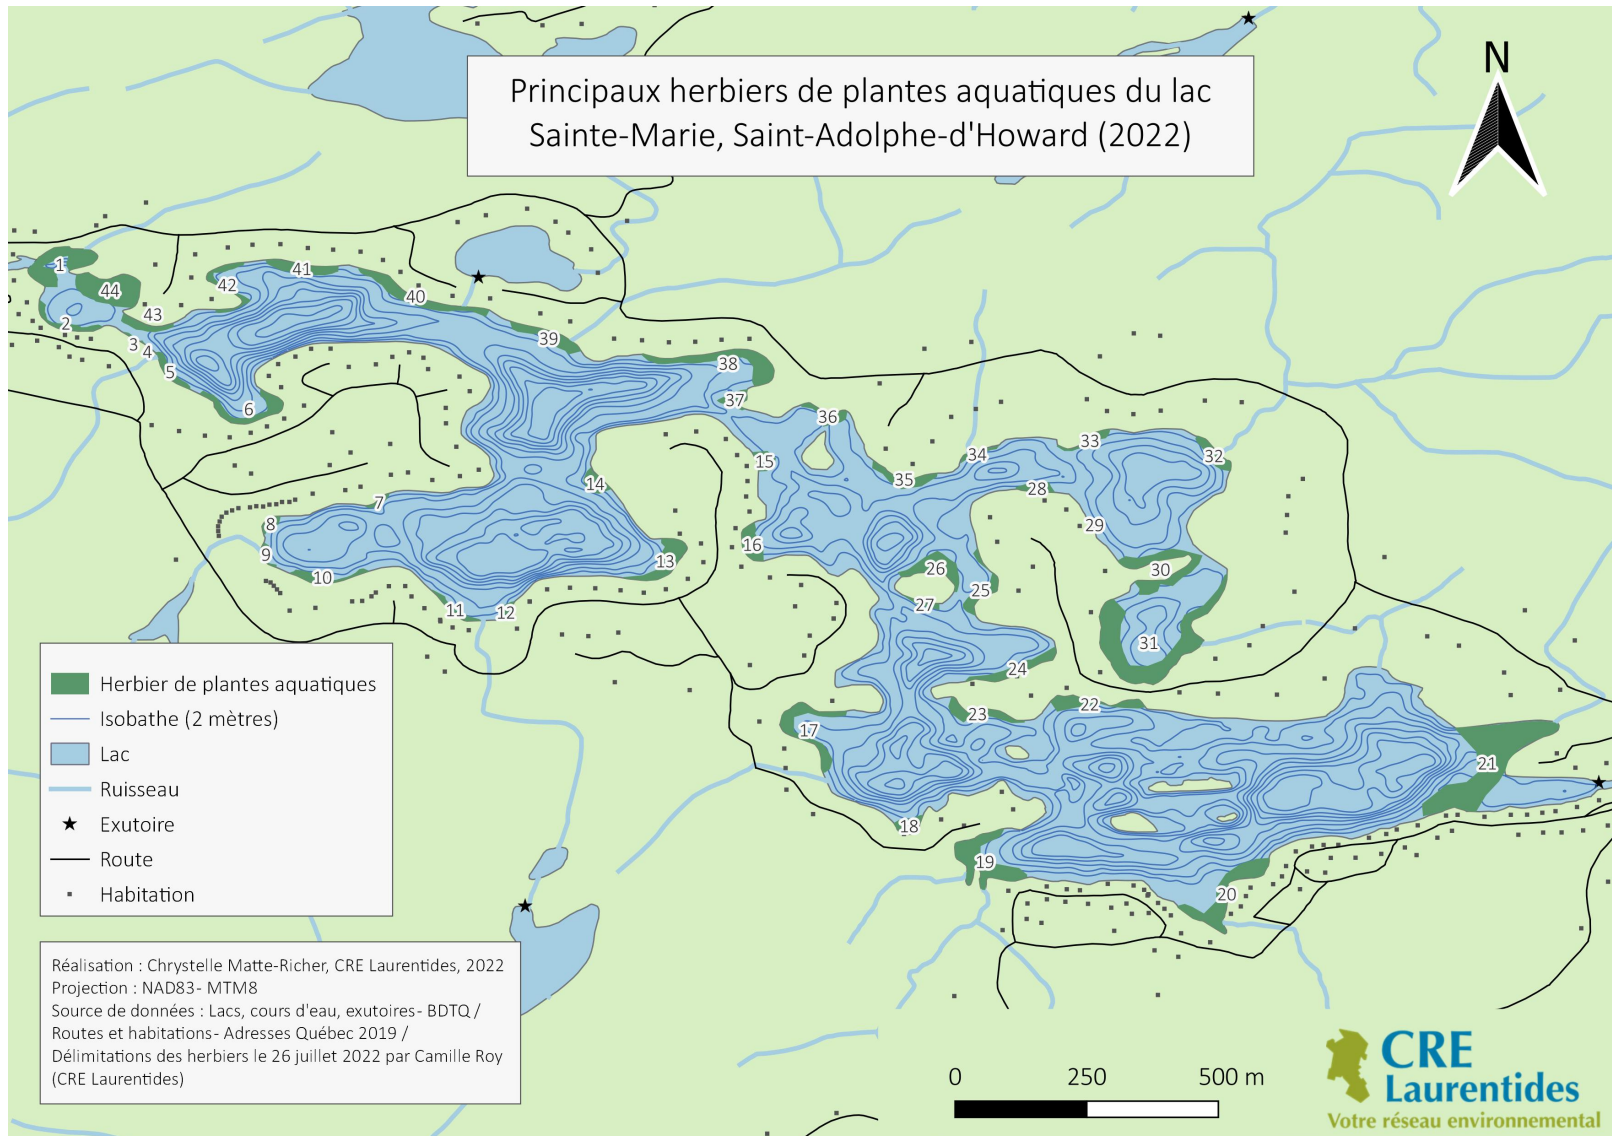 Principaux herbiers de plantes aquatiques du lac
Sainte-Marie, Saint-Adolphe-d'Howard (2022)
N
1
44
2
43
3
4
5
6
42
41
40
39
38
37
36
15
14
7
8
9
10
11
12
13
16
35
34
33
32
28
29
30
31
26
27
25
24
23
22
17
18
19
20
21
Herbier de plantes aquatiques
Isobathe (2 mètres)
Lac
Ruisseau
Exutoire
Route
Habitation
Réalisation : Chrystelle Matte-Richer, CRE Laurentides, 2022
Projection : NAD83- MTM8
Source de données : Lacs, cours d'eau, exutoires- BDTQ /
Routes et habitations- Adresses Québec 2019 /
Délimitations des herbiers le 26 juillet 2022 par Camille Roy
(CRE Laurentides)
0 250 500 m
CRE
Laurentides
Votre réseau environnemental